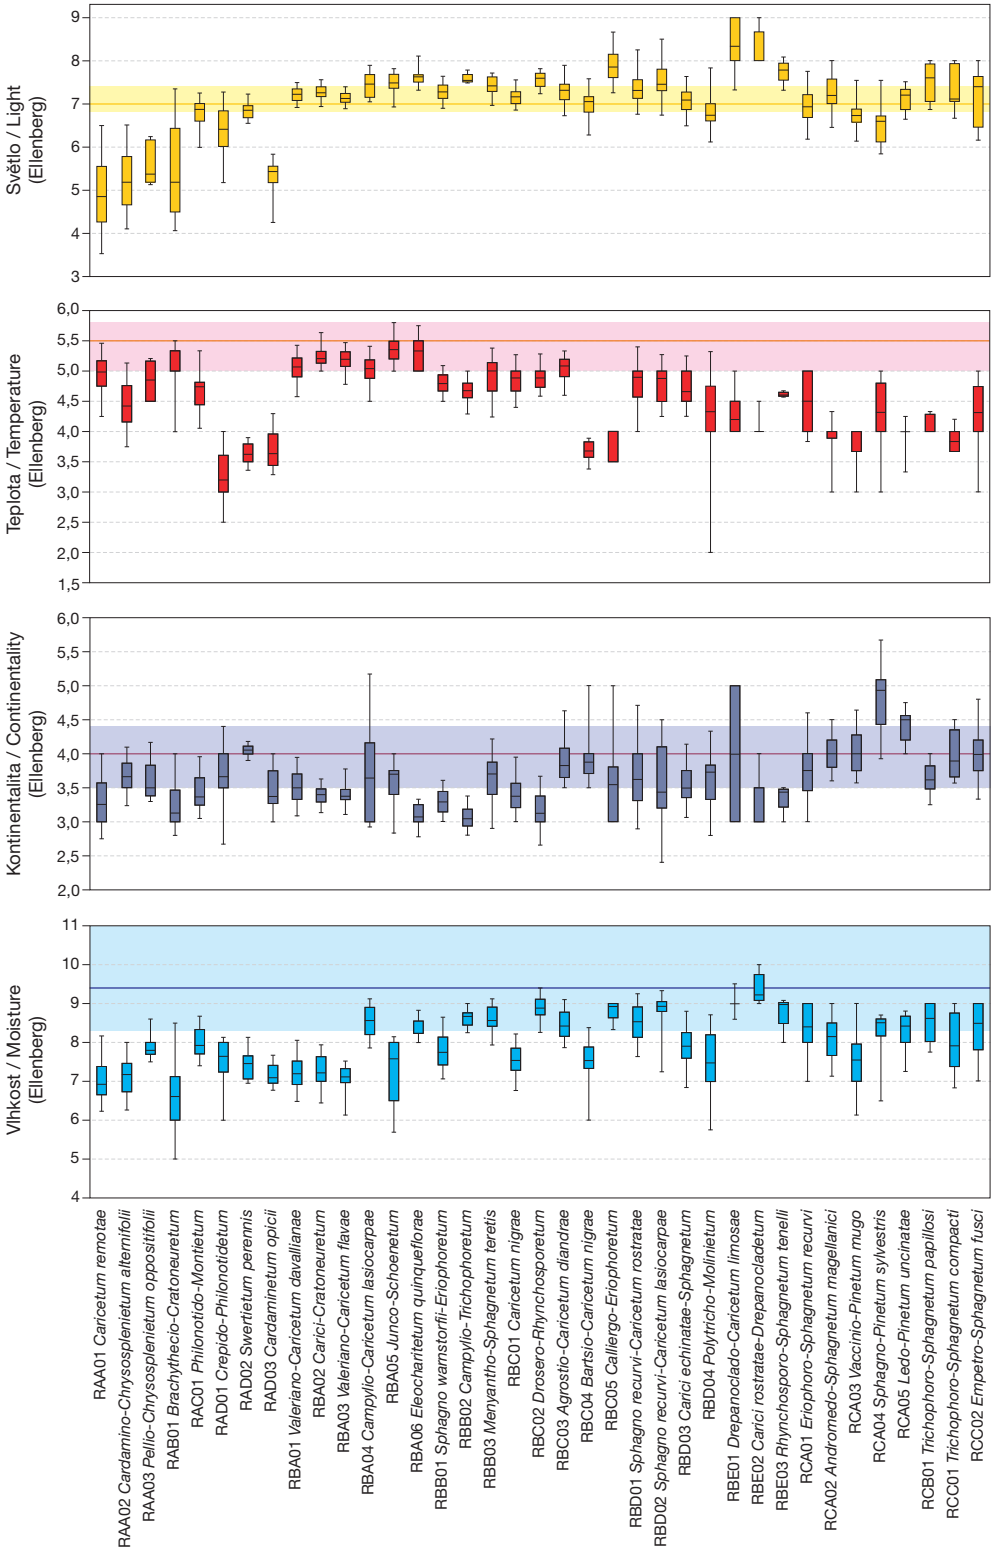 Světlo / Light
(Ellenberg)
9
8
7
6
5
4
3
Teplota / Temperature
(Ellenberg)
6,0
5,5
5,0
4,5
4,0
3,5
3,0
2,5
2,0
1,5
Kontinentalita / Continentality
(Ellenberg)
6,0
5,5
5,0
4,5
4,0
3,5
3,0
2,5
2,0
Vlhkost / Moisture
(Ellenberg)
11
10
9
8
7
6
5
4
RAA01 Caricetum remotae
RAA02 Cardamino-Chrysosplenietum alternifolii
RAA03 Pellio-Chrysosplenietum oppositifolii
RAB01 Brachythecio-Cratoneuretum
RAC01 Philonotido-Montietum
RAD01 Crepido-Philonotidetum
RAD02 Swertietum perennis
RAD03 Cardaminetum opicii
RBA01 Valeriano-Caricetum davallianae
RBA02 Carici-Cratoneuretum
RBA03 Valeriano-Caricetum flavae
RBA04 Campylio-Caricetum lasiocarpae
RBA05 Junco-Schoenetum
RBA06 Eleocharitetum quinqueflorae
RBB01 Sphagno warnstorfii-Eriophoretum
RBB02 Campylio-Trichophoretum
RBB03 Menyantho-Sphagnetum teretis
RBC01 Caricetum nigrae
RBC02 Drosero-Rhynchosporetum
RBC03 Agrostio-Caricetum diandrae
RBC04 Bartsio-Caricetum nigrae
RBC05 Calliergo-Eriophoretum
RBD01 Sphagno recurvi-Caricetum rostratae
RBD02 Sphagno recurvi-Caricetum lasiocarpae
RBD03 Carici echinatae-Sphagnetum
RBD04 Polytricho-Molinietum
RBE01 Drepanoclado-Caricetum limosae
RBE02 Carici rostratae-Drepanocladetum
RBE03 Rhynchosporo-Sphagnetum tenelli
RCA01 Eriophoro-Sphagnetum recurvi
RCA02 Andromedo-Sphagnetum magellanici
RCA03 Vaccinio-Pinetum mugo
RCA04 Sphagno-Pinetum sylvestris
RCA05 Ledo-Pinetum uncinatae
RCB01 Trichophoro-Sphagnetum papillosi
RCC01 Trichophoro-Sphagnetum compacti
RCC02 Empetro-Sphagnetum fusci